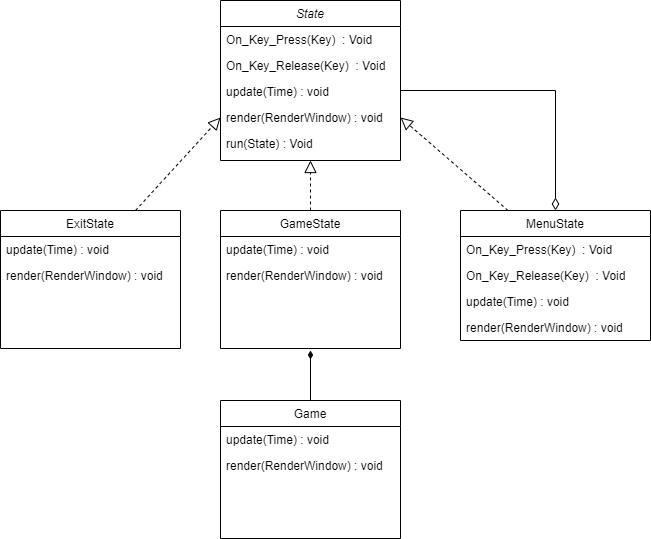 State
On_Key_Press(Key)  : Void
On_Key_Release(Key)  : Void
update(Time) : void
render(RenderWindow) : void
run(State) : Void
ExitState
update(Time) : void
render(RenderWindow) : void
GameState
update(Time) : void
render(RenderWindow) : void
MenuState
On_Key_Press(Key)  : Void
On_Key_Release(Key)  : Void
update(Time) : void
render(RenderWindow) : void
Game
update(Time) : void
render(RenderWindow) : void